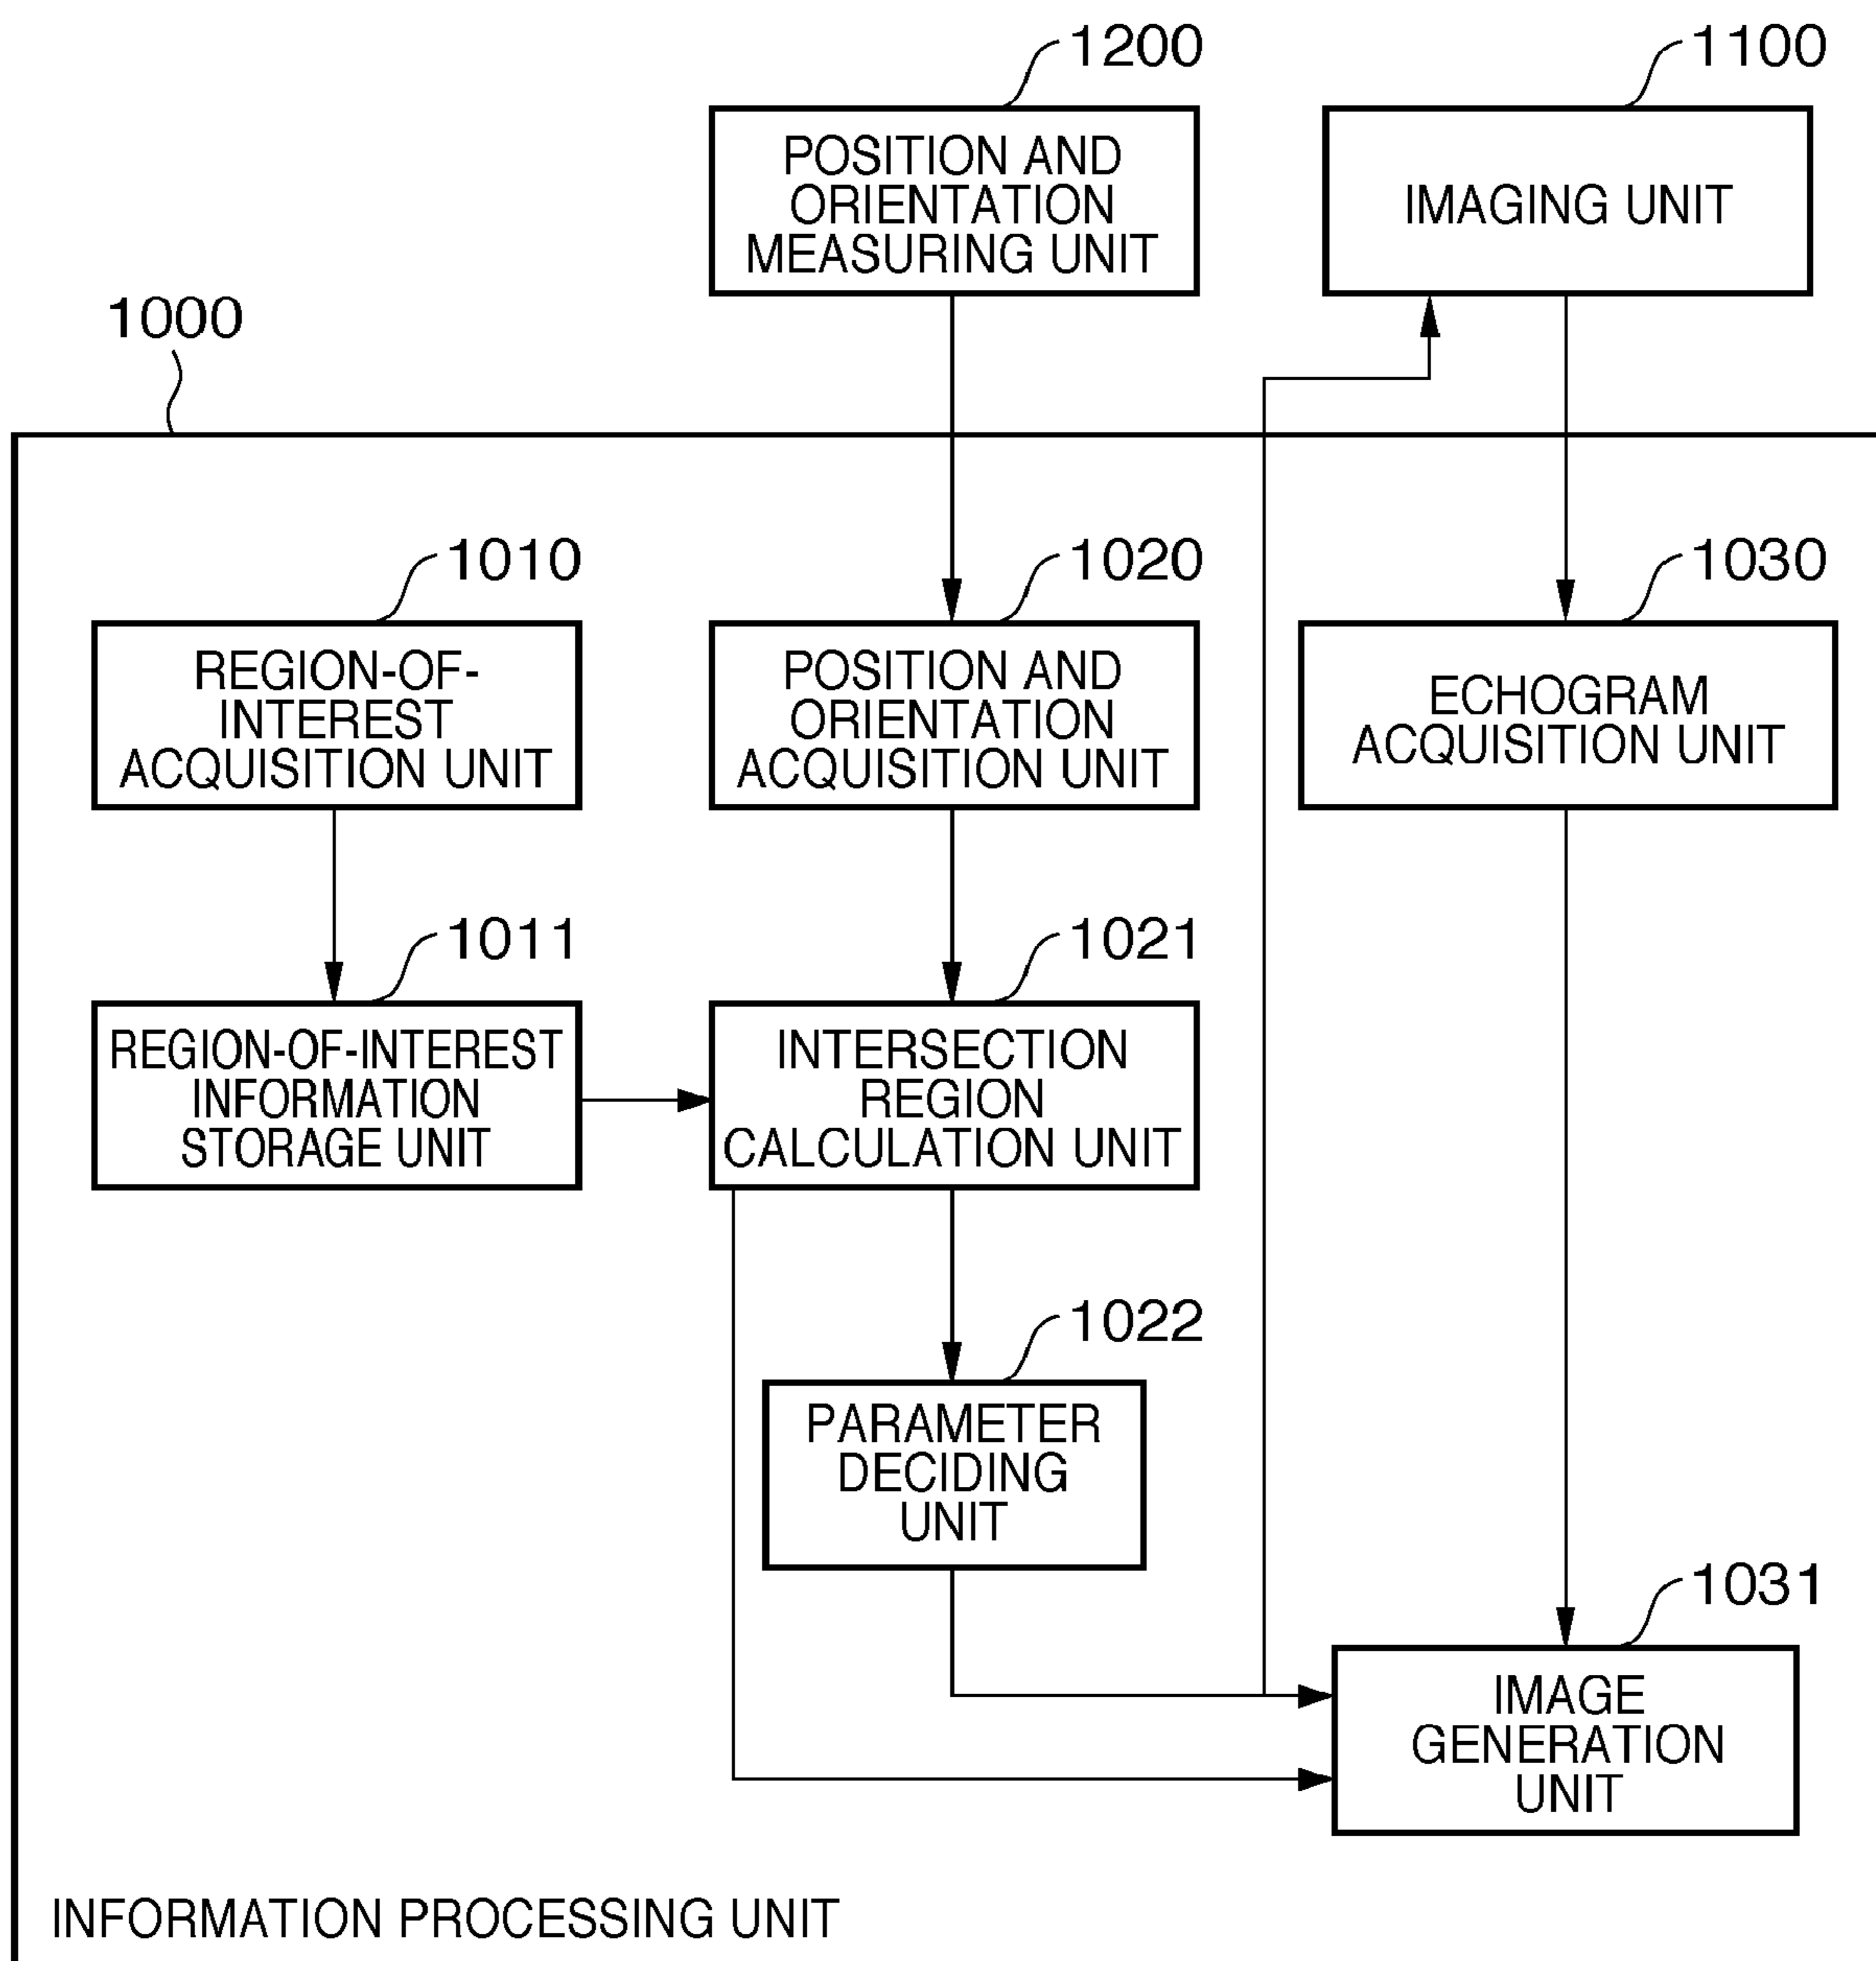 1200
1100
POSITION AND
ORIENTATION
MEASURING UNIT
IMAGING UNIT
1000
1010
1020
1030
REGION-OF-
INTEREST
ACQUISITION UNIT
POSITION AND
ORIENTATION
ACQUISITION UNIT
ECHOGRAM
ACQUISITION UNIT
1011
1021
REGION-OF-INTEREST
INFORMATION
STORAGE UNIT
INTERSECTION
REGION
CALCULATION UNIT
1022
PARAMETER
DECIDING
UNIT
1031
IMAGE
GENERATION
UNIT
INFORMATION PROCESSING UNIT